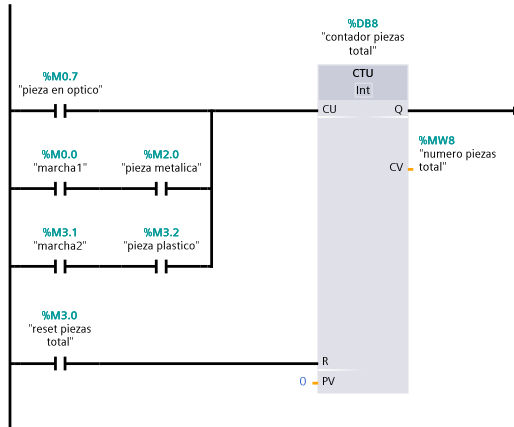 %DB8
"contador piezas
total"
%M0.7
"pieza en optico"
CTU
Int
CU
Q
%M0.0
"marcha1"
%M2.0
"pieza metalica"
%MW8
"numero piezas
total"
CV
%M3.1
"marcha2"
%M3.2
"pieza plastico"
%M3.0
"reset piezas
total"
R
0
PV